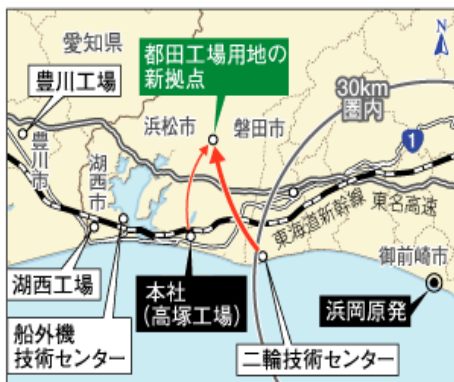 愛知県
N
都田工場用地の
新拠点
豊川工場
30km
圏内
浜松市
磐田市
1
豊川市
湖西市
東海道新幹線
東名高速
御前崎市
湖西工場
本社
(高塚工場)
浜岡原発
船外機
技術センター
二輪技術センター